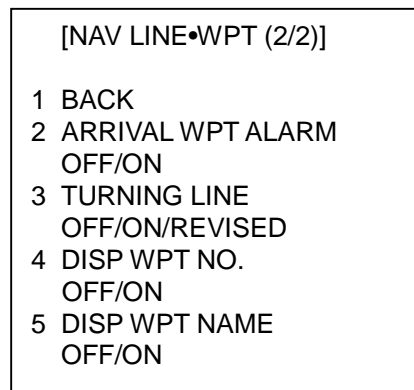 [NAV LINE•WPT (2/2)]
1 BACK
2 ARRIVAL WPT ALARM
OFF/ON
3 TURNING LINE
OFF/ON/REVISED
4 DISP WPT NO.
OFF/ON
5 DISP WPT NAME
OFF/ON